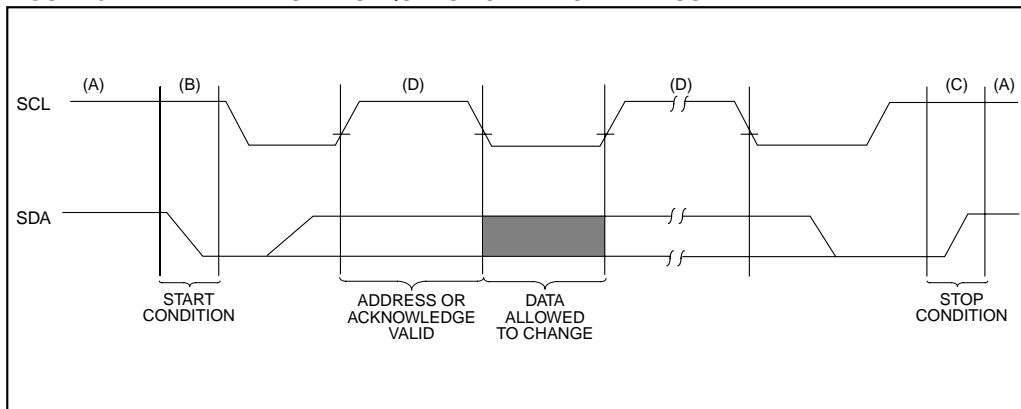 (A) (B) (D) (D) (C) (A)
SCL
SDA
START
CONDITION
ADDRESS OR
ACKNOWLEDGE
VALID
DATA
ALLOWED
TO CHANGE
STOP
CONDITION